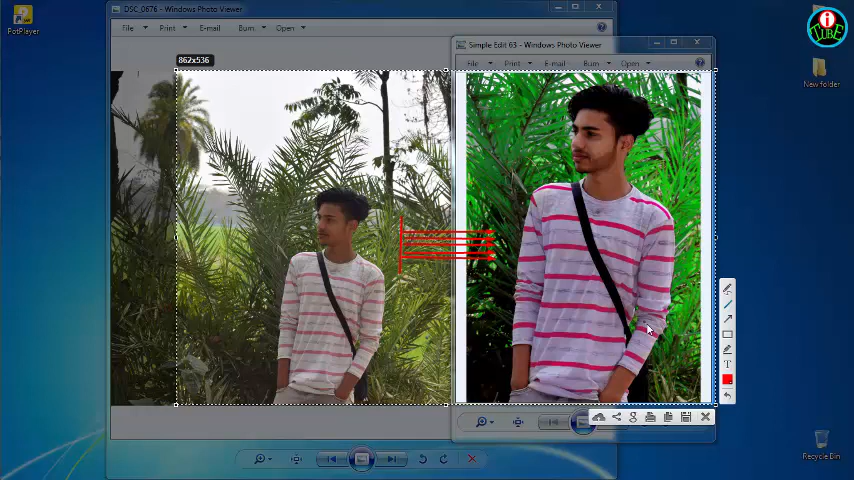 PotPlayer
DSC_0676 - Windows Photo Viewer
File Print E-mail Burn Open
862x536
Simple Edit 63 - Windows Photo Viewer
File Print E-mail Burn Open
i
TUBE
New folder
T
Recycle Bin